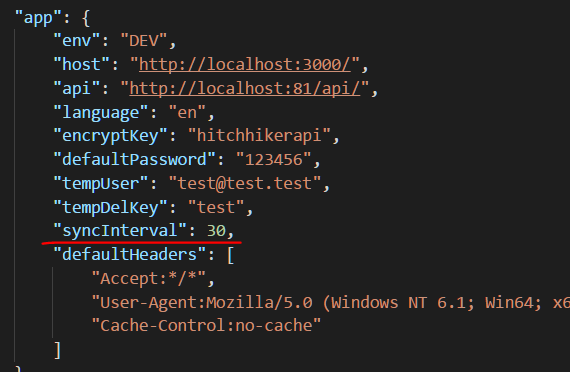 "app": {
"env": "DEV",
"host": "http://localhost:3000/",
"api": "http://localhost:81/api/",
"language": "en",
"encryptKey": "hitchhikerapi",
"defaultPassword": "123456",
"tempUser": "test@test.test",
"tempDelKey": "test",
"syncInterval": 30,
"defaultHeaders": [
"Accept:*/*",
"User-Agent:Mozilla/5.0 (Windows NT 6.1; Win64; x6
"Cache-Control:no-cache"
]